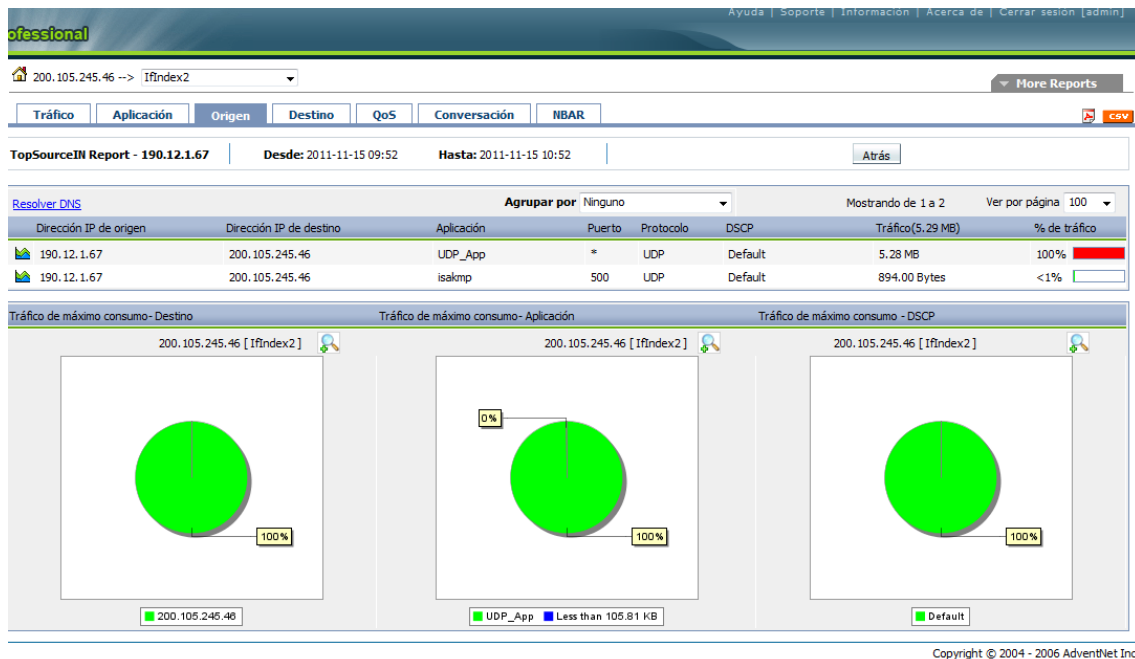 Ayuda | Soporte | Información | Acerca de | Cerrar sesión [admin]
ofessional
200.105.245.46 --> IfIndex2
More Reports
Tráfico Aplicación Origen Destino QoS Conversación NBAR
CSV
TopSourceIN Report - 190.12.1.67 Desde: 2011-11-15 09:52 Hasta: 2011-11-15 10:52 Atrás
Resolver DNS Agrupar por Ninguno Mostrando de 1 a 2 Ver por página 100
Dirección IP de origen Dirección IP de destino Aplicación Puerto Protocolo DSCP Tráfico(5.29 MB) % de tráfico
190.12.1.67 200.105.245.46 UDP_App * UDP Default 5.28 MB 100%
190.12.1.67 200.105.245.46 isakmp 500 UDP Default 894.00 Bytes <1%
Tráfico de máximo consumo- Destino Tráfico de máximo consumo- Aplicación Tráfico de máximo consumo - DSCP
200.105.245.46 [ IfIndex2 ] 200.105.245.46 [ IfIndex2 ] 200.105.245.46 [ IfIndex2 ]
0%
100% 100% 100%
200.105.245.46 UDP_App Less than 105.81 KB Default
Copyright © 2004 - 2006 AdventNet Inc